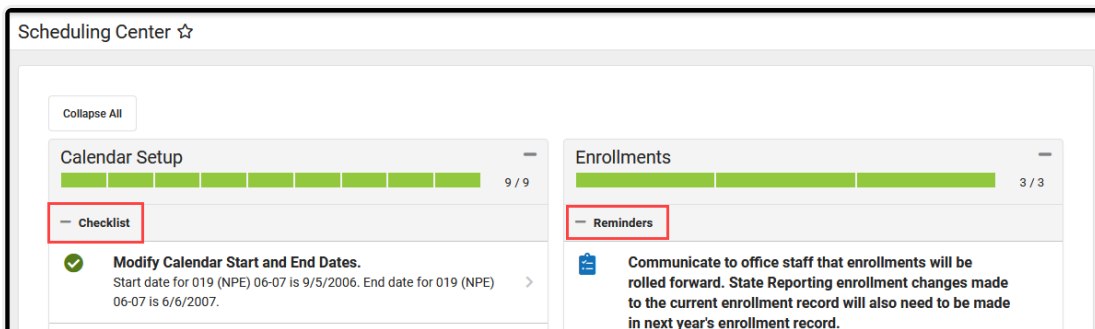 Scheduling Center
Collapse All
Calendar Setup
9 / 9
Checklist
Modify Calendar Start and End Dates.
Start date for 019 (NPE) 06-07 is 9/5/2006. End date for 019 (NPE)
06-07 is 6/6/2007.
Enrollments
3 / 3
Reminders
Communicate to office staff that enrollments will be
rolled forward. State Reporting enrollment changes made
to the current enrollment record will also need to be made
in next year's enrollment record.